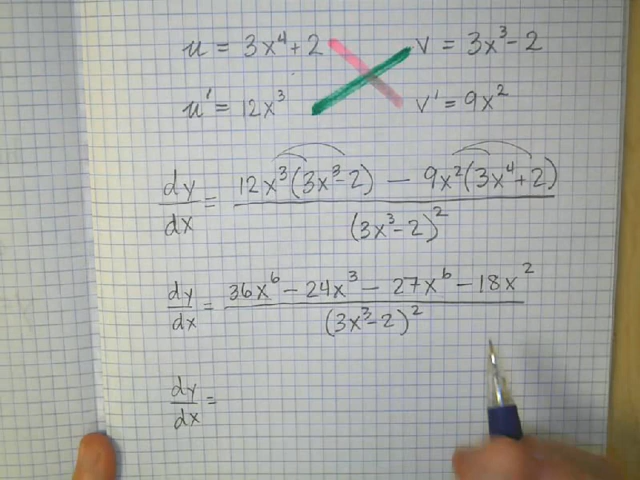 u = 3x⁴+2 v = 3x³-2
u' = 12x³ v' = 9x²
dy/dx = 12x³(3x³-2) - 9x²(3x⁴+2) / (3x³-2)²
dy/dx = 36x⁶ - 24x³ - 27x⁶ - 18x² / (3x³-2)²
dy/dx =